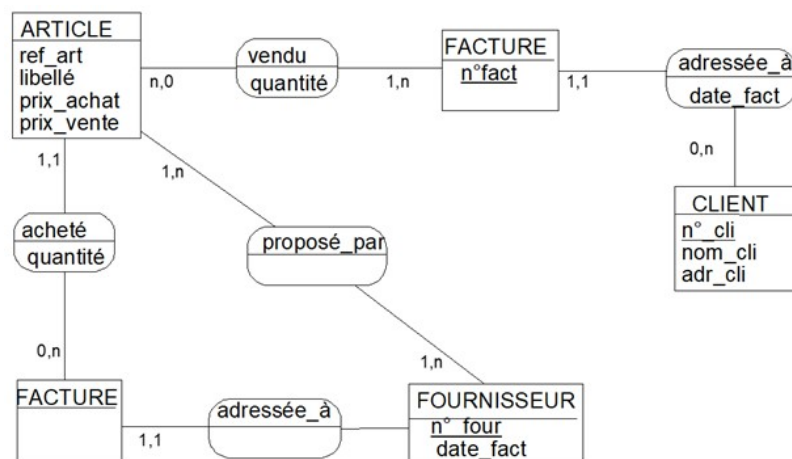 ARTICLE
ref_art
libellé
prix_achat
prix_vente
n,0
vendu
quantité
1,n
FACTURE
n°fact
1,1
adressée_à
date_fact
0,n
CLIENT
n°_cli
nom_cli
adr_cli
1,1
acheté
quantité
0,n
1,n
proposé_par
1,n
FACTURE
1,1
adressée_à
FOURNISSEUR
n°_four
date_fact